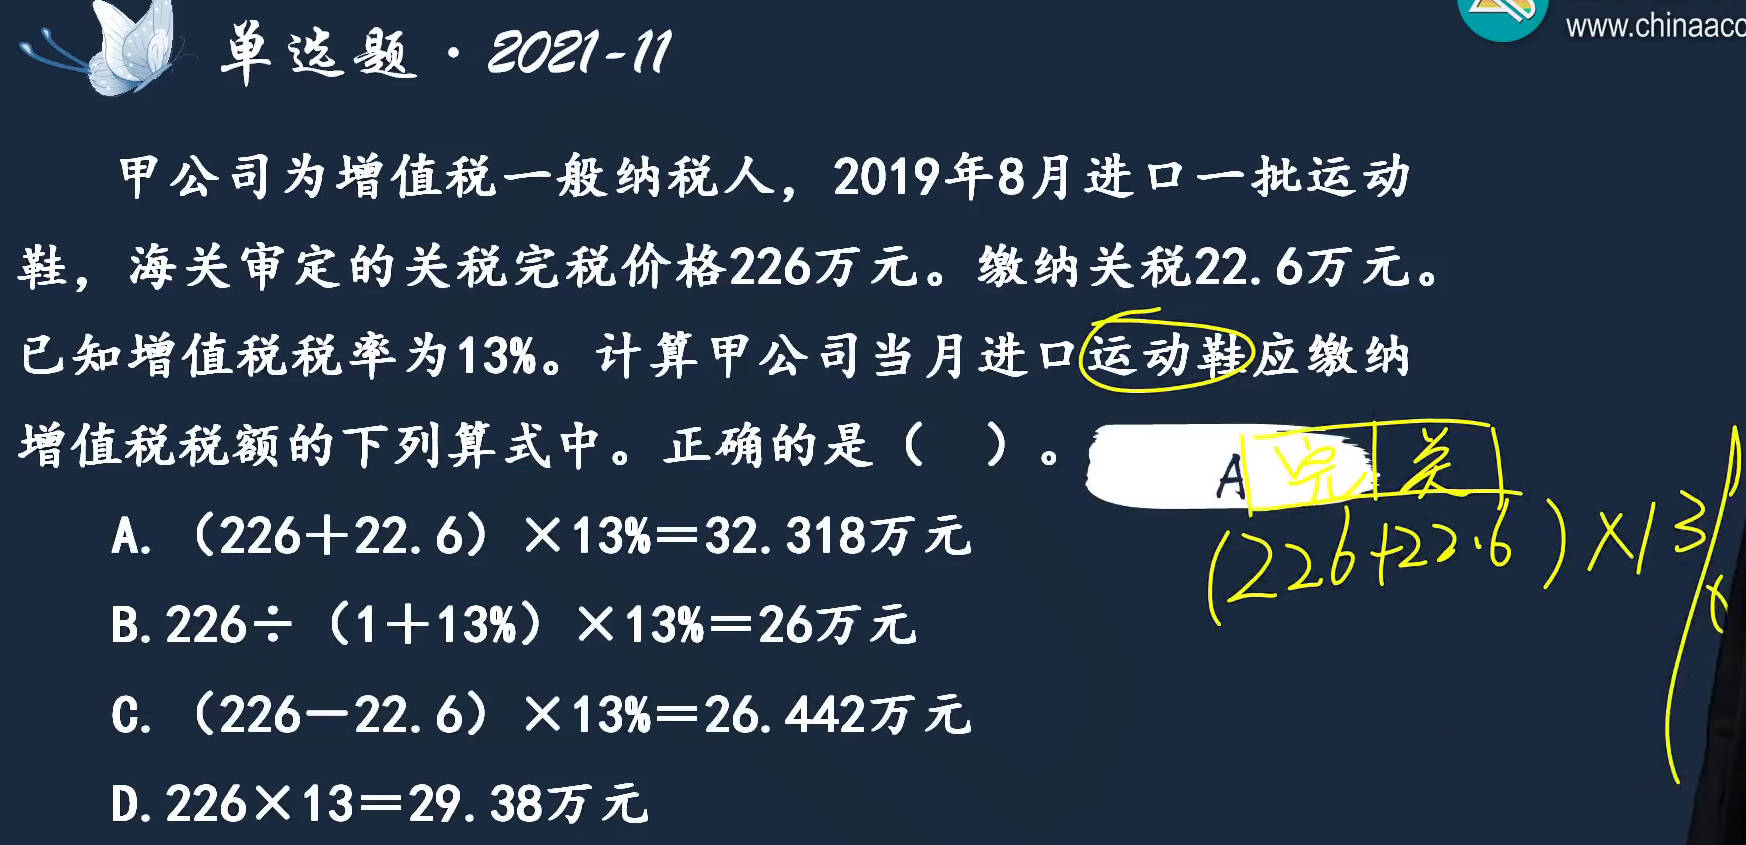 单选题·2021-11
www.chinaacc
甲公司为增值税一般纳税人，2019年8月进口一批运动
鞋，海关审定的关税完税价格226万元。缴纳关税22.6万元。
已知增值税税率为13%。计算甲公司当月进口运动鞋应缴纳
增值税税额的下列算式中。正确的是（ ）。
A
完 关
(226+22.6)×13%
A.（226＋22.6）×13%＝32.318万元
B.226÷（1＋13%）×13%＝26万元
C.（226－22.6）×13%＝26.442万元
D.226×13＝29.38万元